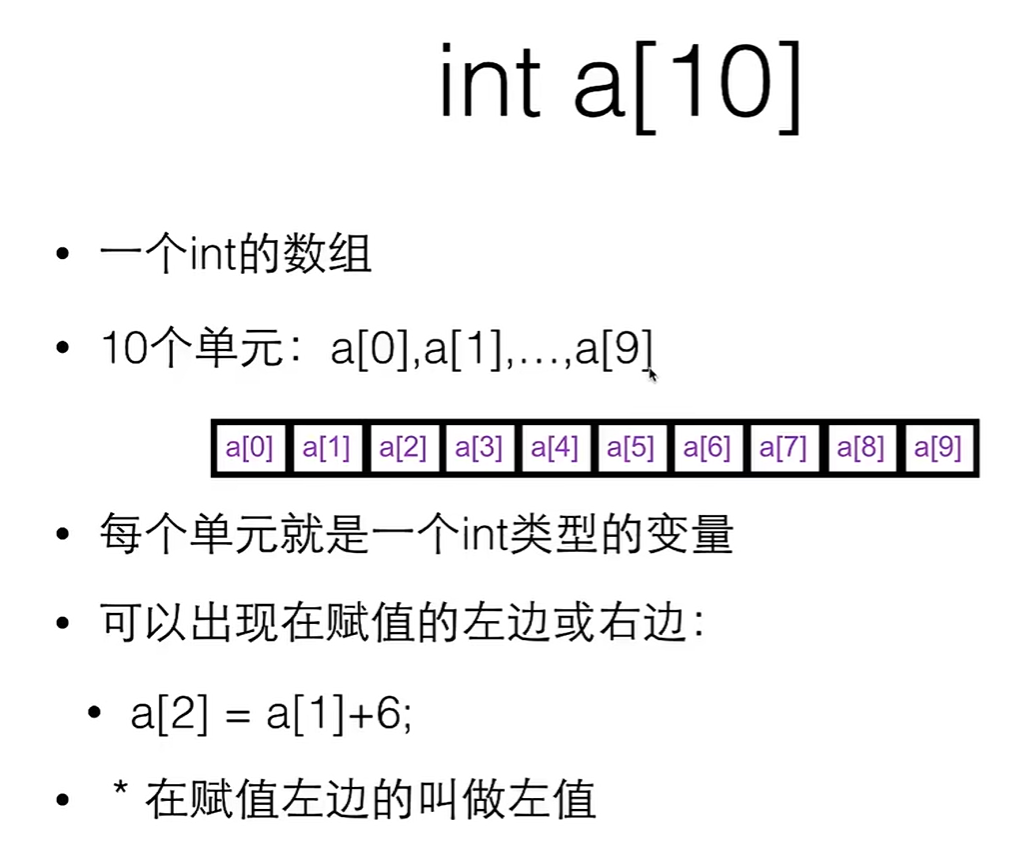 int a[10]
• 一个int的数组
• 10个单元：a[0],a[1],…,a[9]
a[0] a[1] a[2] a[3] a[4] a[5] a[6] a[7] a[8] a[9]
• 每个单元就是一个int类型的变量
• 可以出现在赋值的左边或右边：
• a[2] = a[1]+6;
• * 在赋值左边的叫做左值